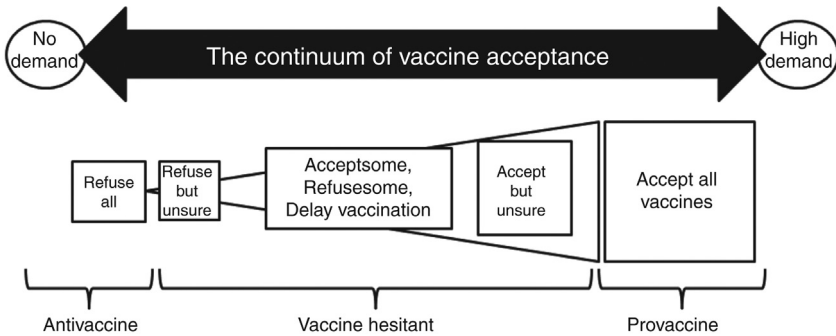 No
demand
The continuum of vaccine acceptance
High
demand
Refuse
all
Refuse
but
unsure
Acceptsome,
Refusesome,
Delay vaccination
Accept
but
unsure
Accept all
vaccines
Antivaccine
Vaccine hesitant
Provaccine